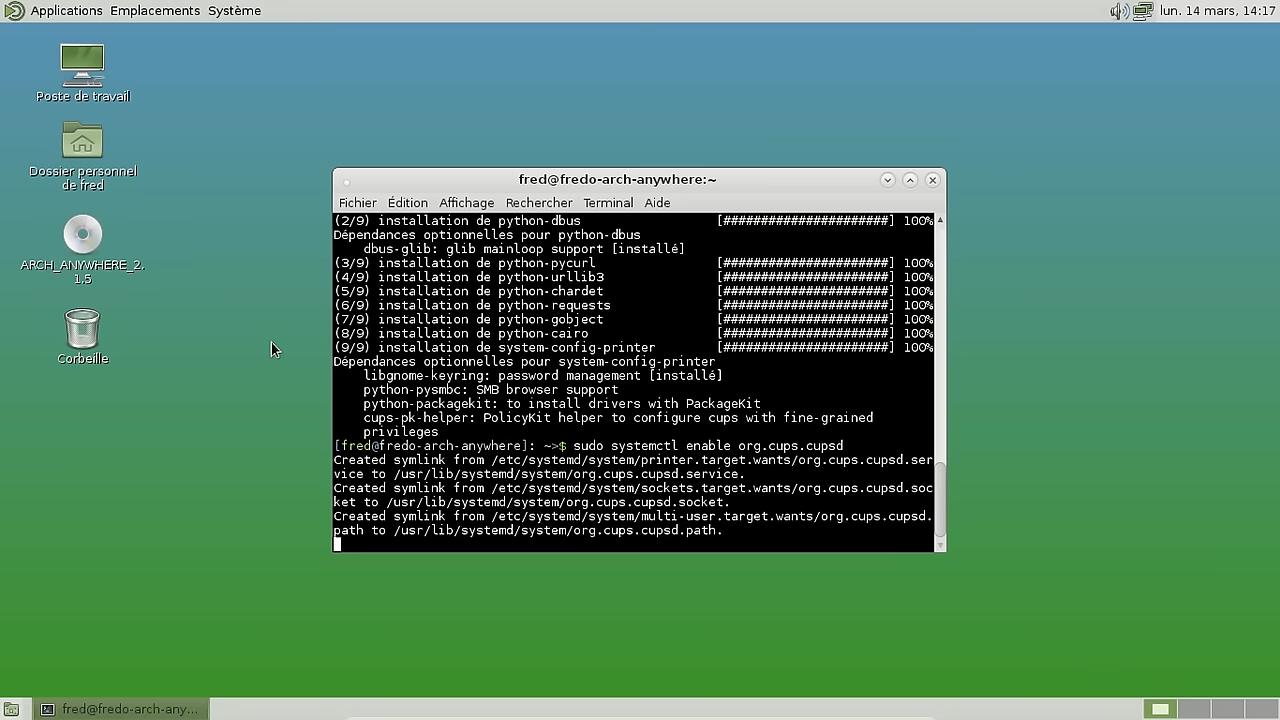 Applications Emplacements Système
lun. 14 mars, 14:17
Poste de travail
Dossier personnel
de fred
ARCH_ANYWHERE_2.
1.5
Corbeille
fred@fredo-arch-anywhere:~
Fichier Édition Affichage Rechercher Terminal Aide
(2/9) installation de python-dbus [######################] 100%
Dépendances optionnelles pour python-dbus
dbus-glib: glib mainloop support [installé]
(3/9) installation de python-pycurl [######################] 100%
(4/9) installation de python-urllib3 [######################] 100%
(5/9) installation de python-chardet [######################] 100%
(6/9) installation de python-requests [######################] 100%
(7/9) installation de python-gobject [######################] 100%
(8/9) installation de python-cairo [######################] 100%
(9/9) installation de system-config-printer [######################] 100%
Dépendances optionnelles pour system-config-printer
libgnome-keyring: password management [installé]
python-pysmbc: SMB browser support
python-packagekit: to install drivers with PackageKit
cups-pk-helper: PolicyKit helper to configure cups with fine-grained
privileges
[fred@fredo-arch-anywhere]: ~>$ sudo systemctl enable org.cups.cupsd
Created symlink from /etc/systemd/system/printer.target.wants/org.cups.cupsd.ser
vice to /usr/lib/systemd/system/org.cups.cupsd.service.
Created symlink from /etc/systemd/system/sockets.target.wants/org.cups.cupsd.soc
ket to /usr/lib/systemd/system/org.cups.cupsd.socket.
Created symlink from /etc/systemd/system/multi-user.target.wants/org.cups.cupsd.
path to /usr/lib/systemd/system/org.cups.cupsd.path.
fred@fredo-arch-any...